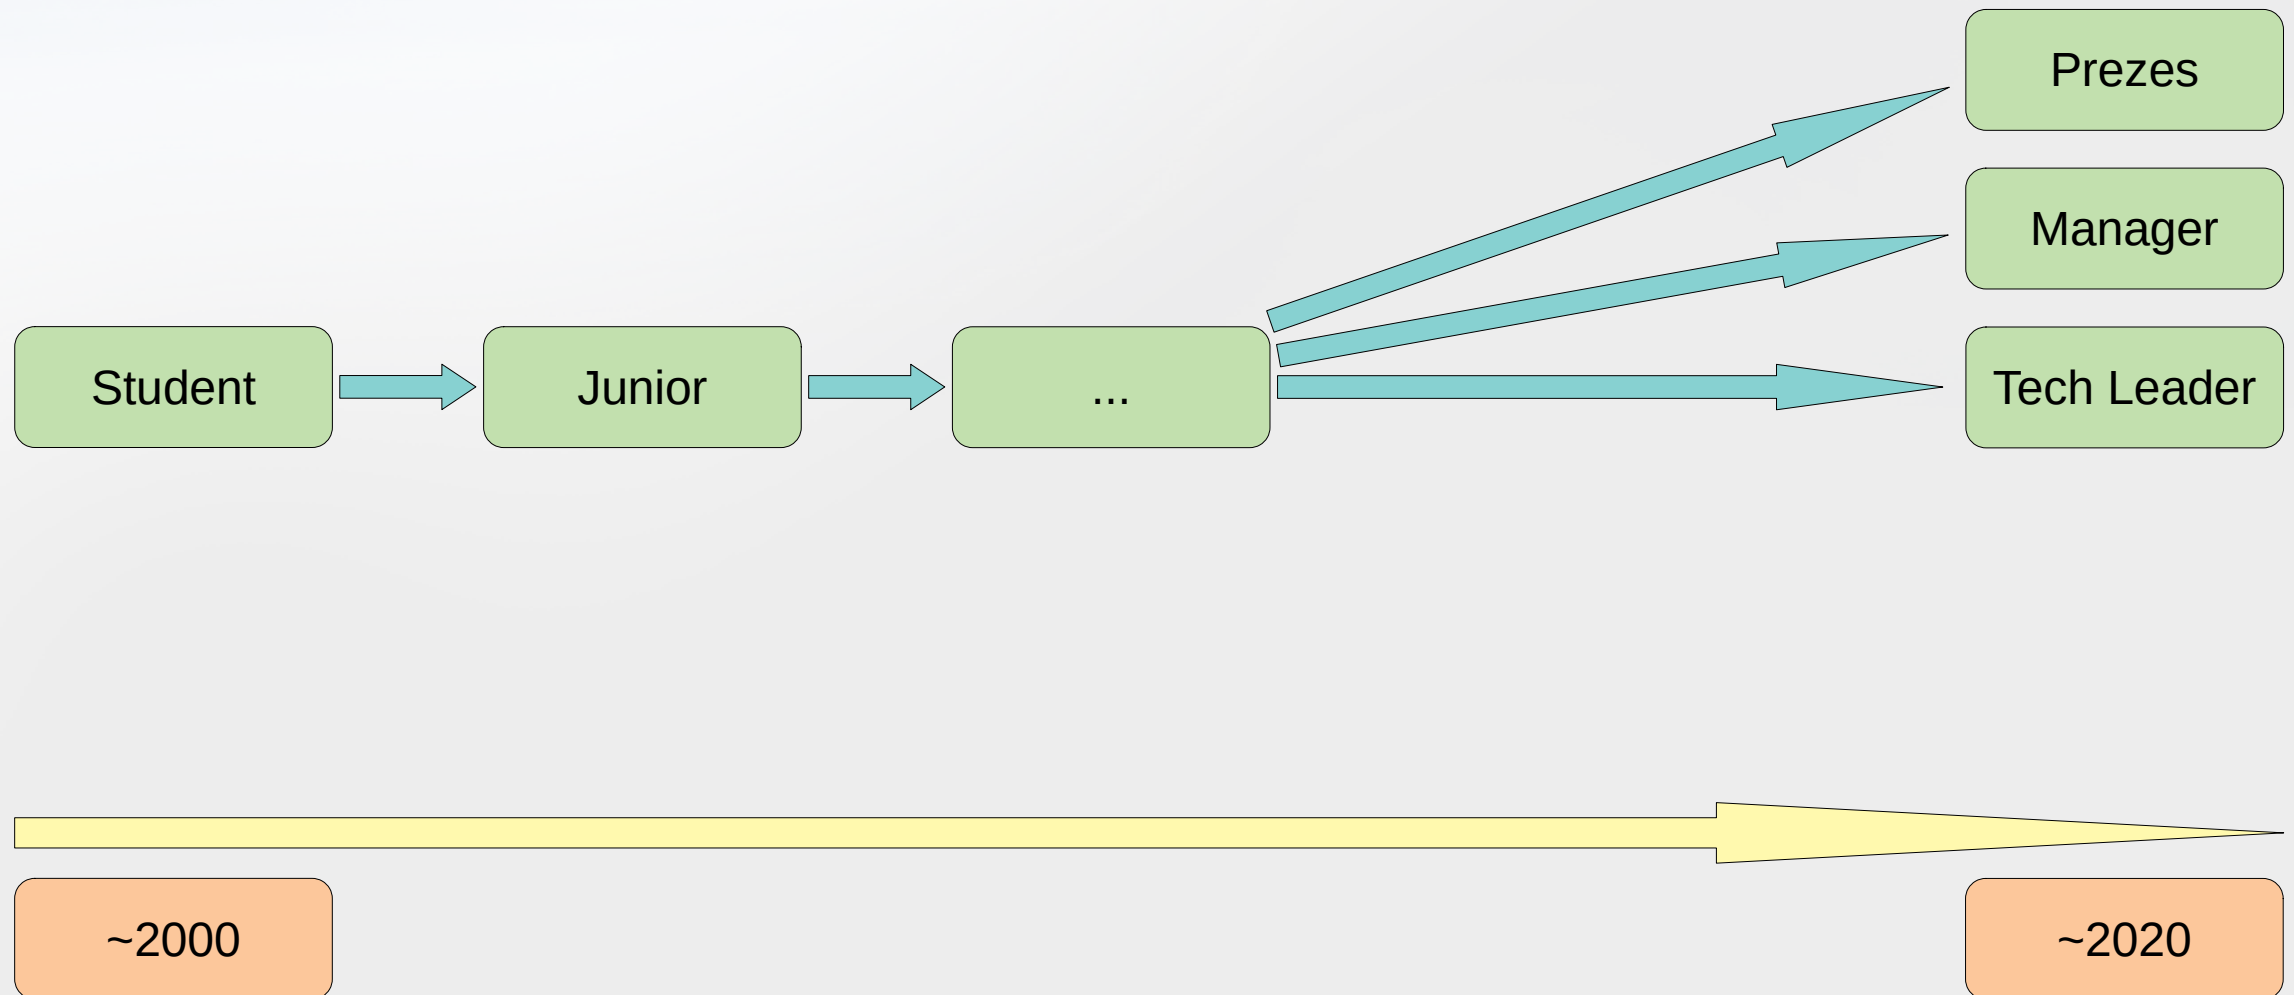 Prezes
Manager
Student
Junior
...
Tech Leader
~2000
~2020